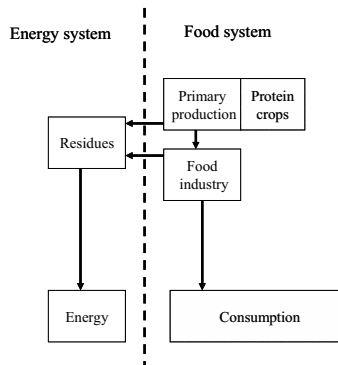 Energy system
Food system
Primary
production
Protein
crops
Residues
Food
industry
Energy
Consumption